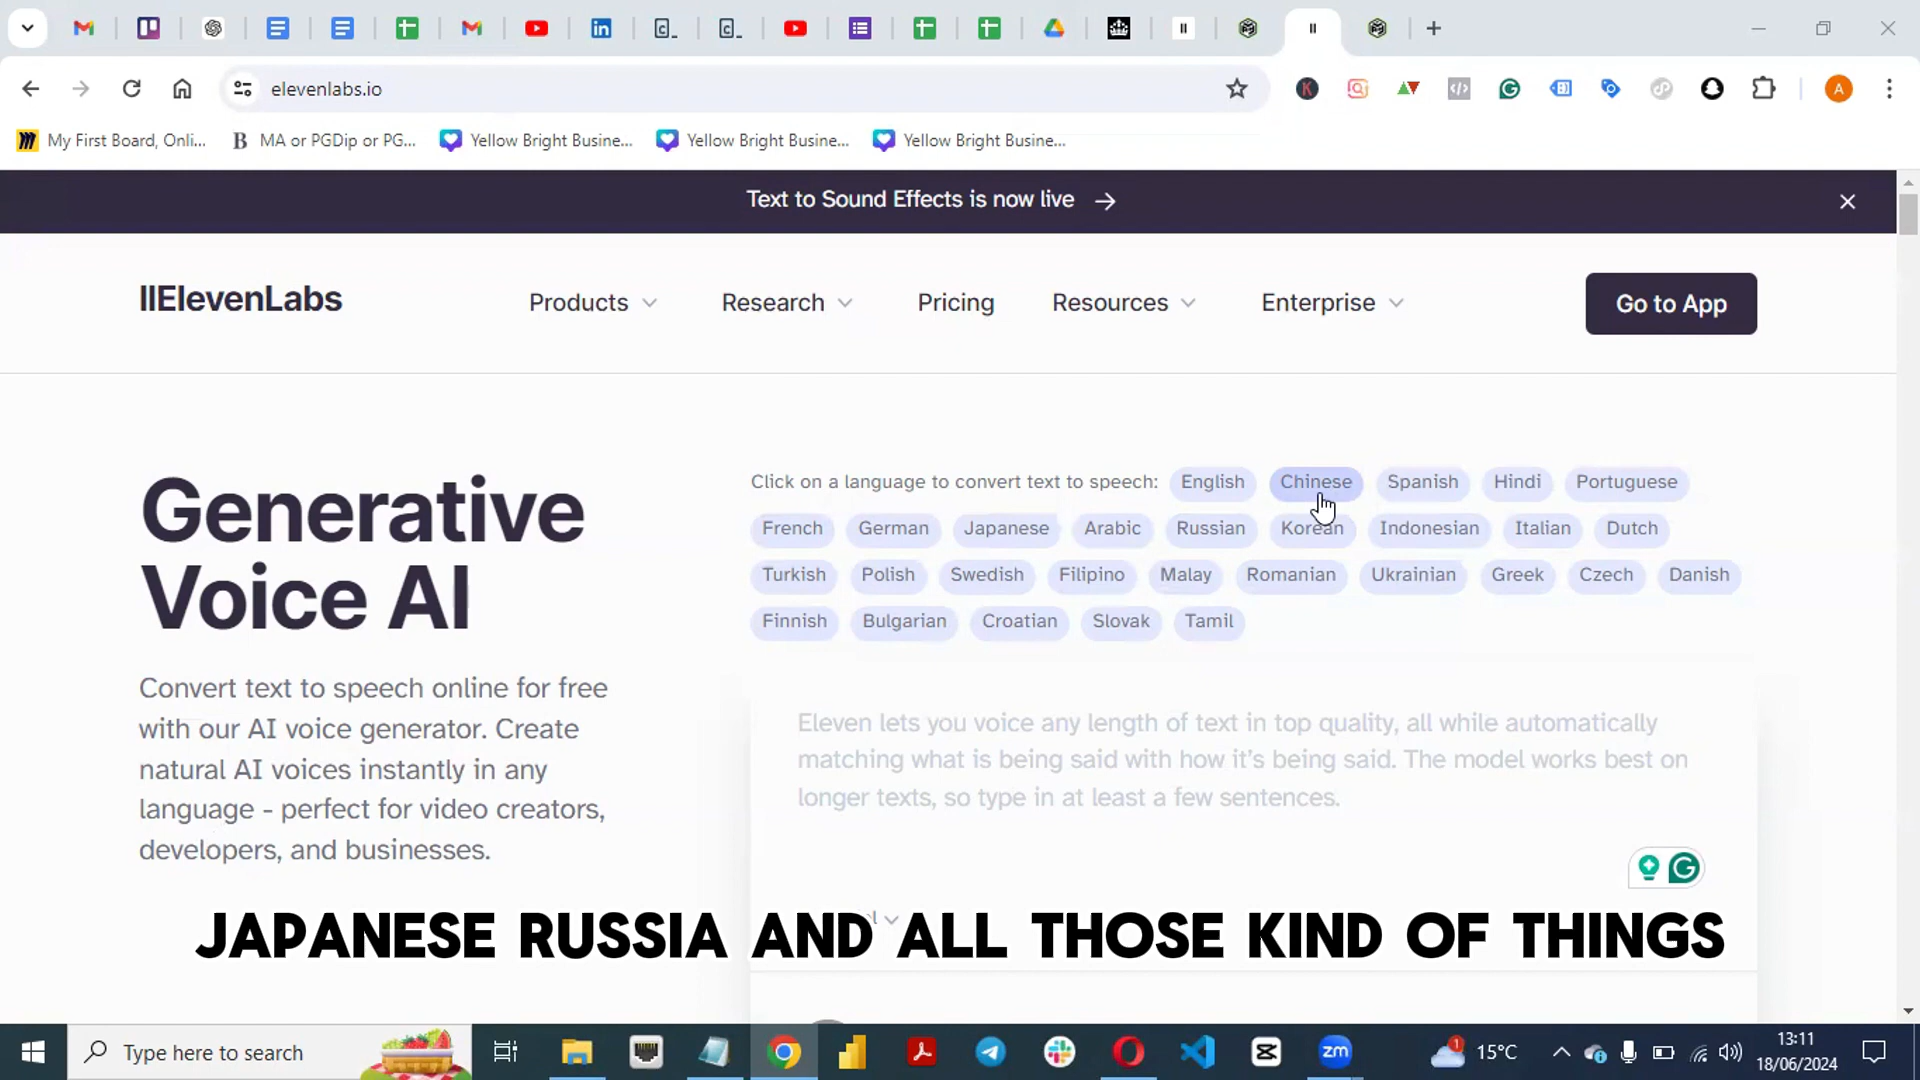 elevenlabs.io
A
My First Board, Onli...
MA or PGDip or PG...
Yellow Bright Busine...
Yellow Bright Busine...
Yellow Bright Busine...
Text to Sound Effects is now live →
IIElevenLabs
Products
Research
Pricing
Resources
Enterprise
Go to App
Generative
Voice AI
Convert text to speech online for free
with our AI voice generator. Create
natural AI voices instantly in any
language - perfect for video creators,
developers, and businesses.
Click on a language to convert text to speech: English Chinese Spanish Hindi Portuguese
French German Japanese Arabic Russian Korean Indonesian Italian Dutch
Turkish Polish Swedish Filipino Malay Romanian Ukrainian Greek Czech Danish
Finnish Bulgarian Croatian Slovak Tamil
Eleven lets you voice any length of text in top quality, all while automatically
matching what is being said with how it's being said. The model works best on
longer texts, so type in at least a few sentences.
JAPANESE RUSSIA AND ALL THOSE KIND OF THINGS
Type here to search
zm
1
15°C
13:11
18/06/2024